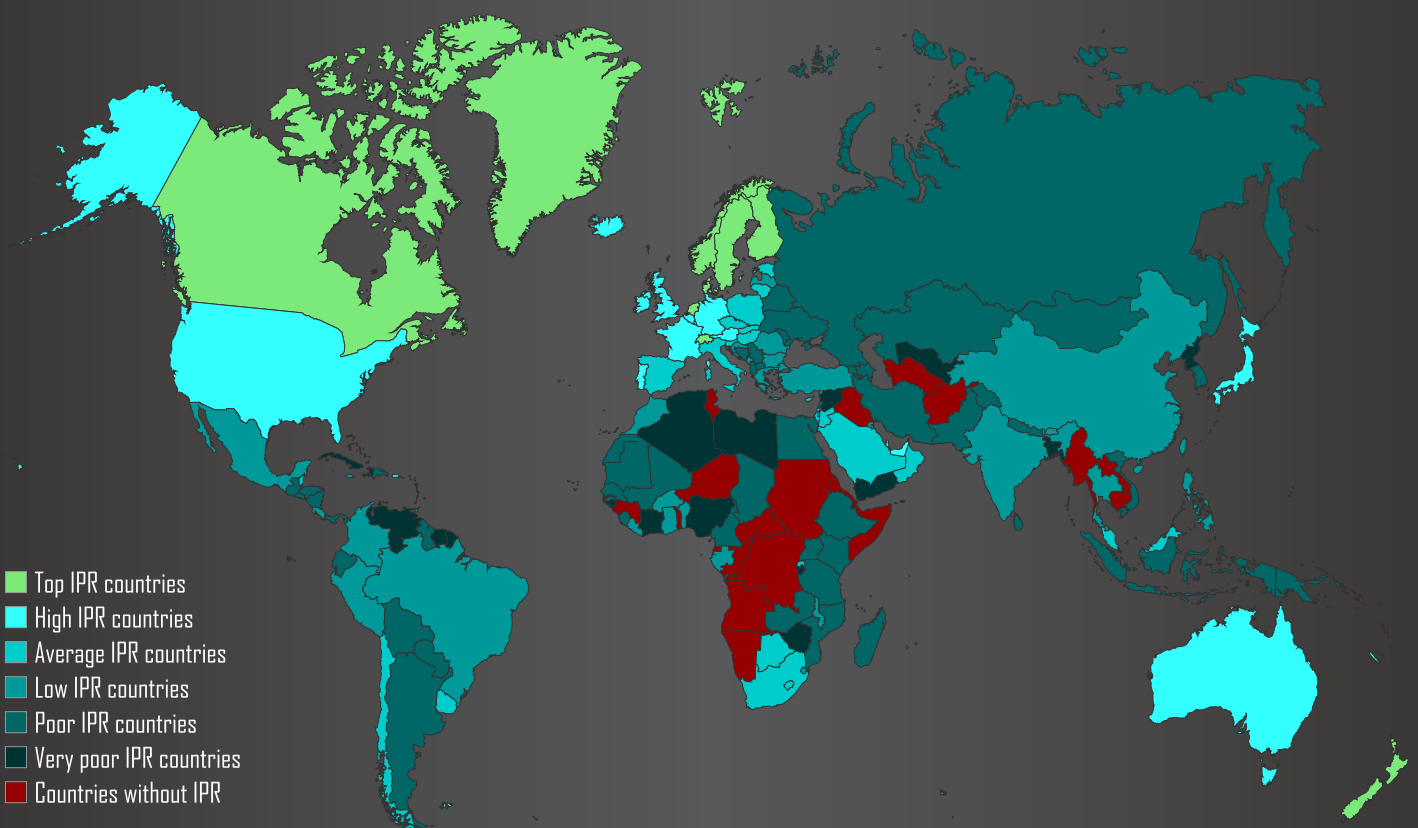 Top IPR countries
High IPR countries
Average IPR countries
Low IPR countries
Poor IPR countries
Very poor IPR countries
Countries without IPR